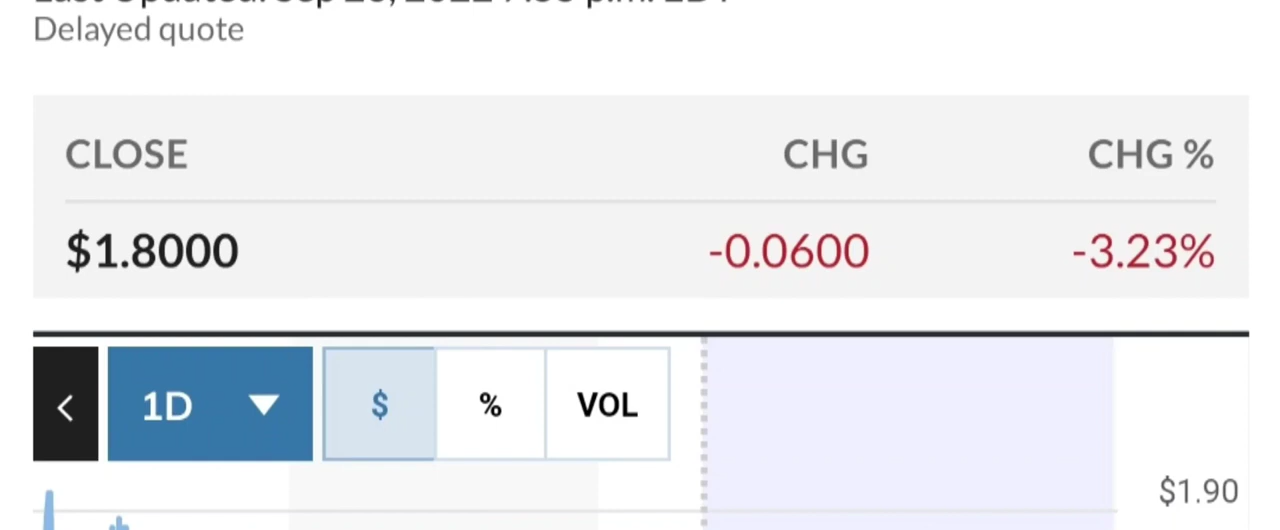 Delayed quote
CLOSE CHG CHG %
$1.8000 -0.0600 -3.23%
1D $ % VOL
$1.90